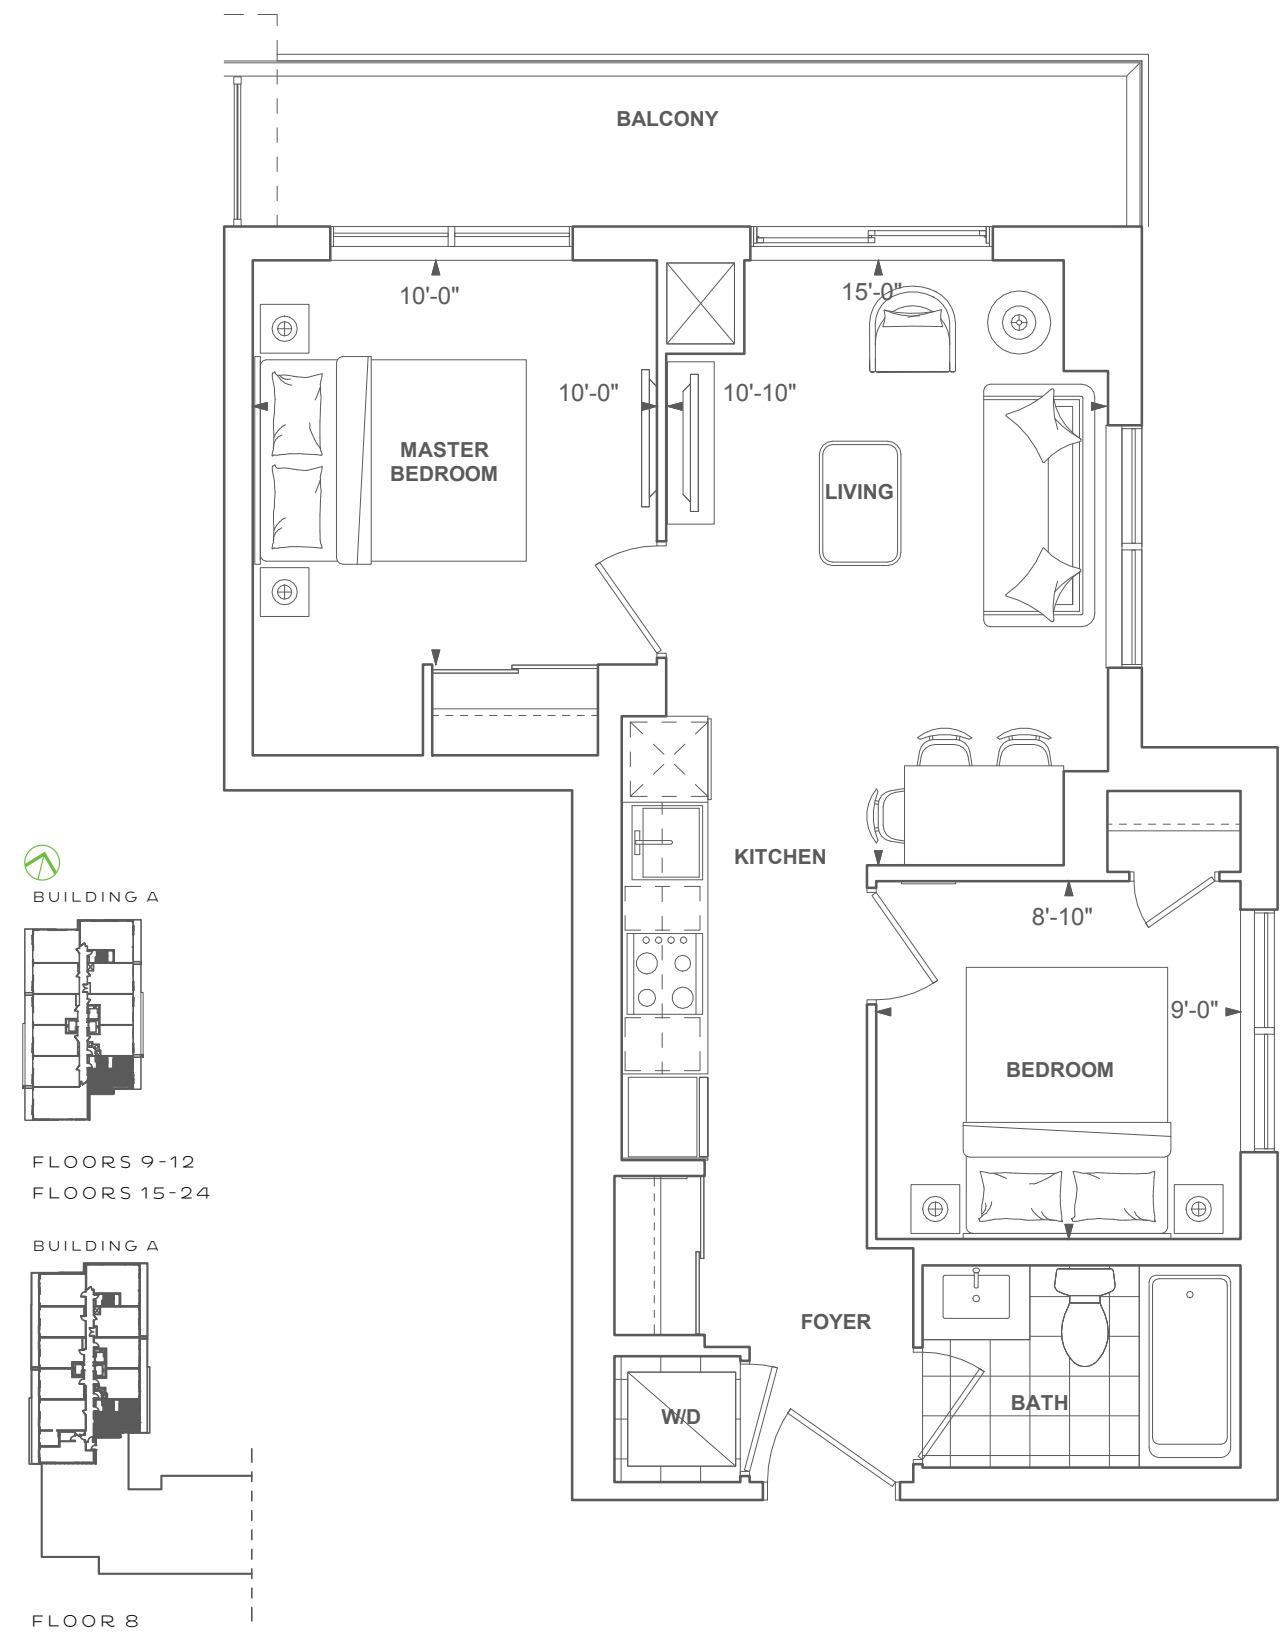 BALCONY
10'-0"
15'-0"
10'-0"
10'-10"
MASTER
BEDROOM
LIVING
KITCHEN
BUILDING A
8'-10"
9'-0"
BEDROOM
FLOORS 9-12
FLOORS 15-24
BUILDING A
FOYER
BATH
W/D
FLOOR 8